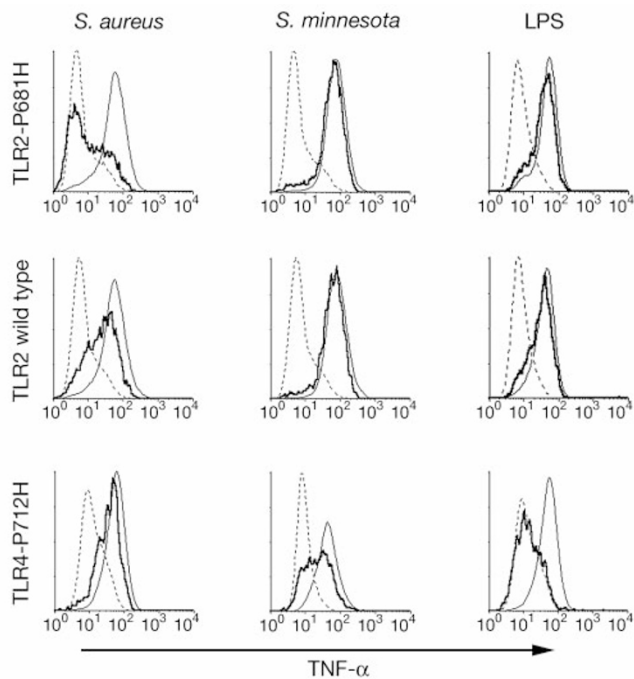 S. aureus S. minnesota LPS
TLR2-P681H
10⁰ 10¹ 10² 10³ 10⁴ 10⁰ 10¹ 10² 10³ 10⁴ 10⁰ 10¹ 10² 10³ 10⁴
TLR2 wild type
10⁰ 10¹ 10² 10³ 10⁴ 10⁰ 10¹ 10² 10³ 10⁴ 10⁰ 10¹ 10² 10³ 10⁴
TLR4-P712H
10⁰ 10¹ 10² 10³ 10⁴ 10⁰ 10¹ 10² 10³ 10⁴ 10⁰ 10¹ 10² 10³ 10⁴
TNF-α